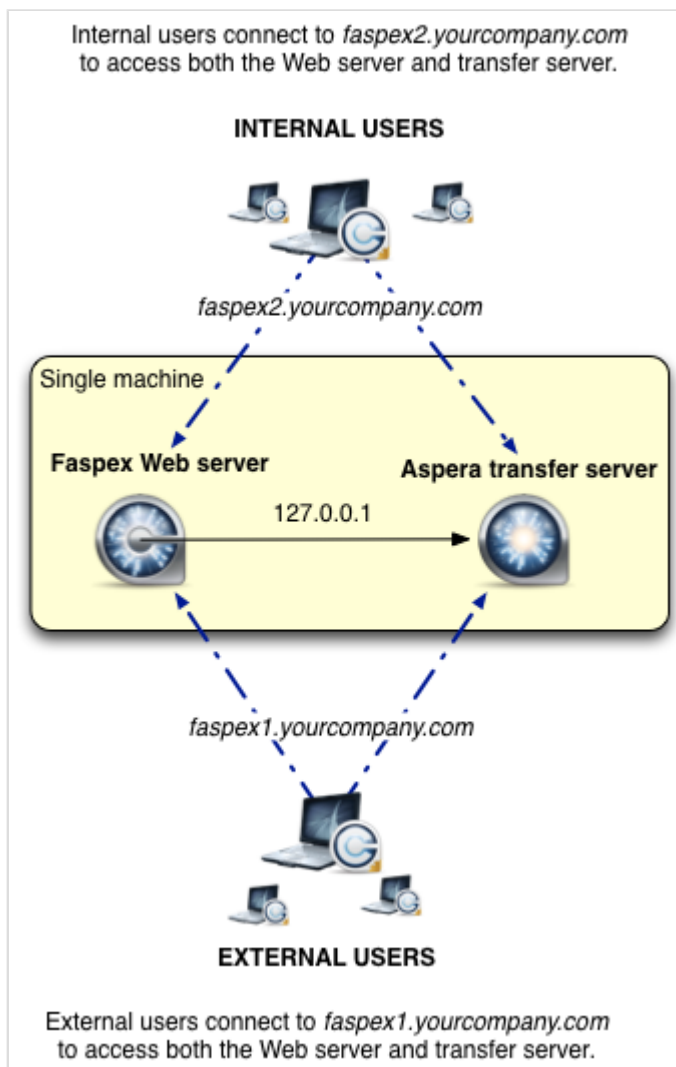 Internal users connect to faspex2.yourcompany.com
to access both the Web server and transfer server.
INTERNAL USERS
faspex2.yourcompany.com
Single machine
Faspex Web server
Aspera transfer server
127.0.0.1
faspex1.yourcompany.com
EXTERNAL USERS
External users connect to faspex1.yourcompany.com
to access both the Web server and transfer server.